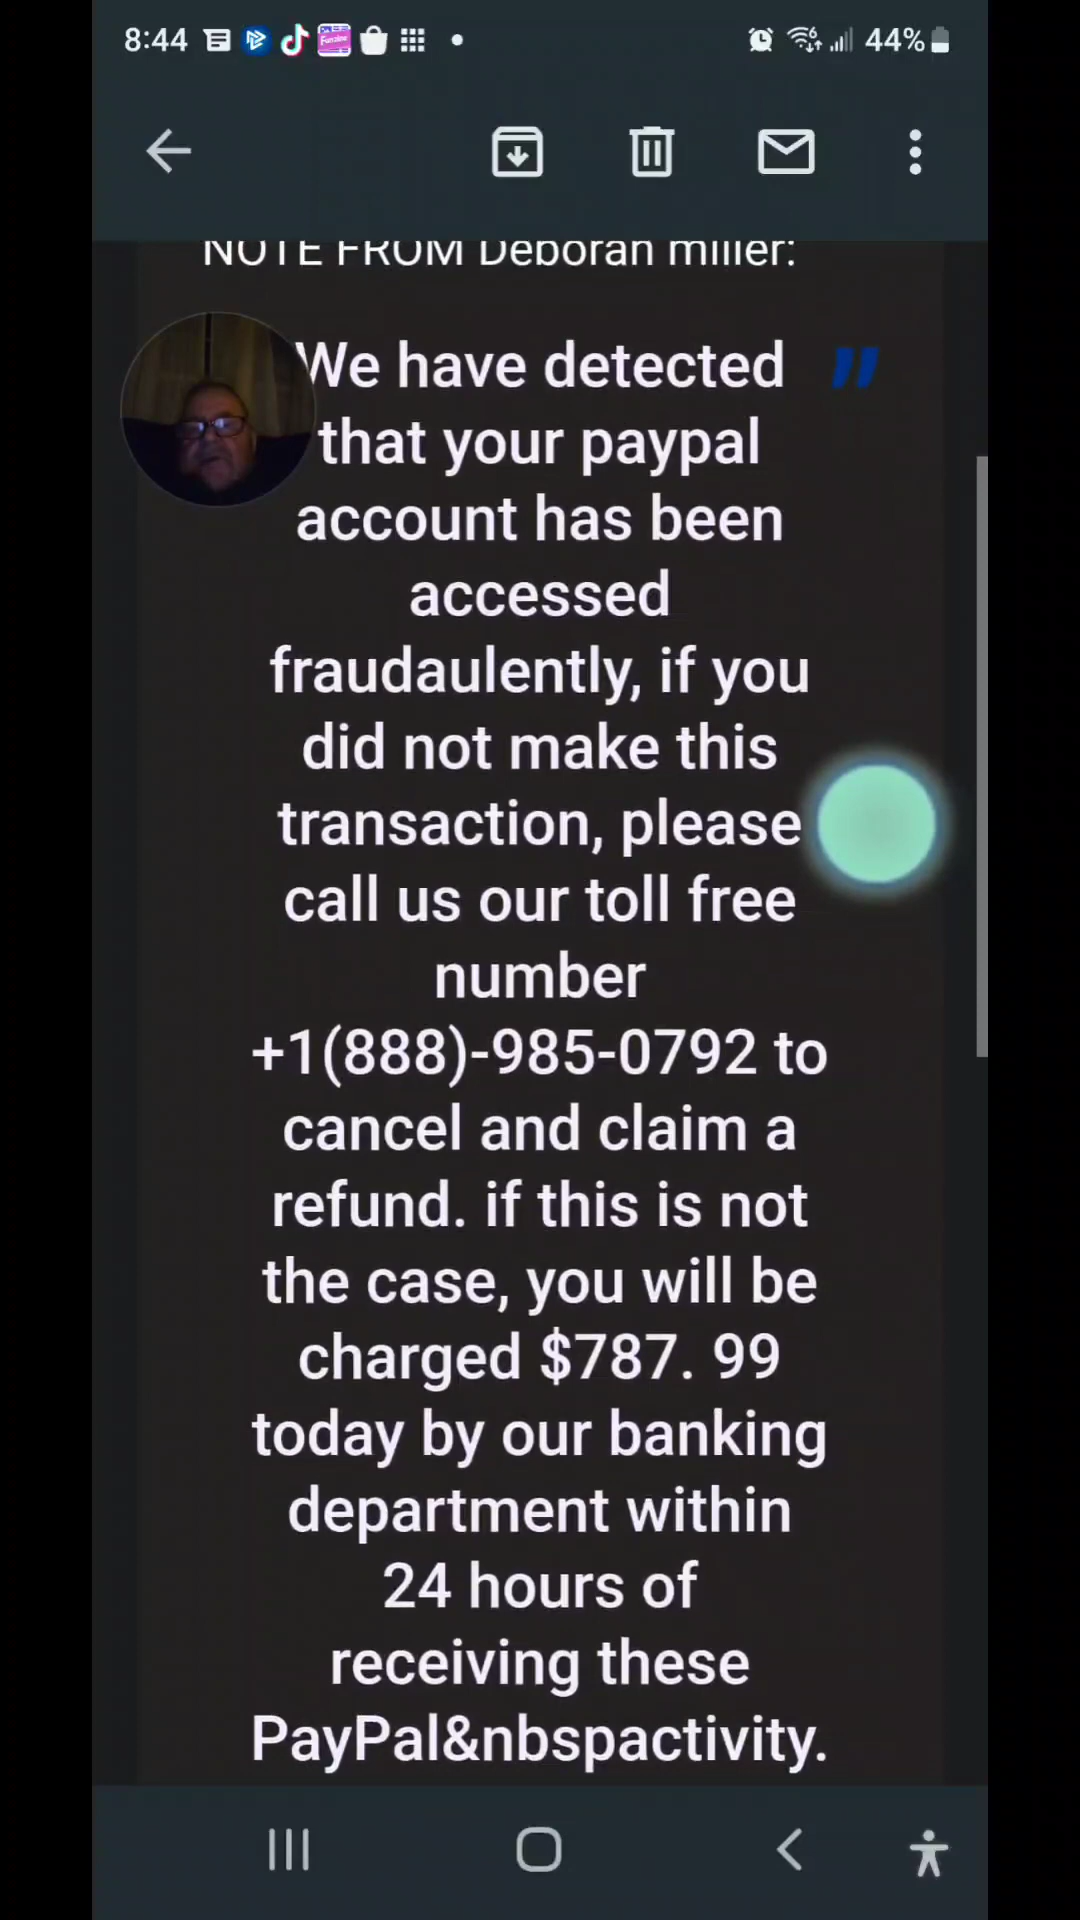 8:44
44%
NOTE FROM Deborah miller:
We have detected
that your paypal
account has been
accessed
fraudaulently, if you
did not make this
transaction, please
call us our toll free
number
+1(888)-985-0792 to
cancel and claim a
refund. if this is not
the case, you will be
charged $787. 99
today by our banking
department within
24 hours of
receiving these
PayPal&nbspactivity.